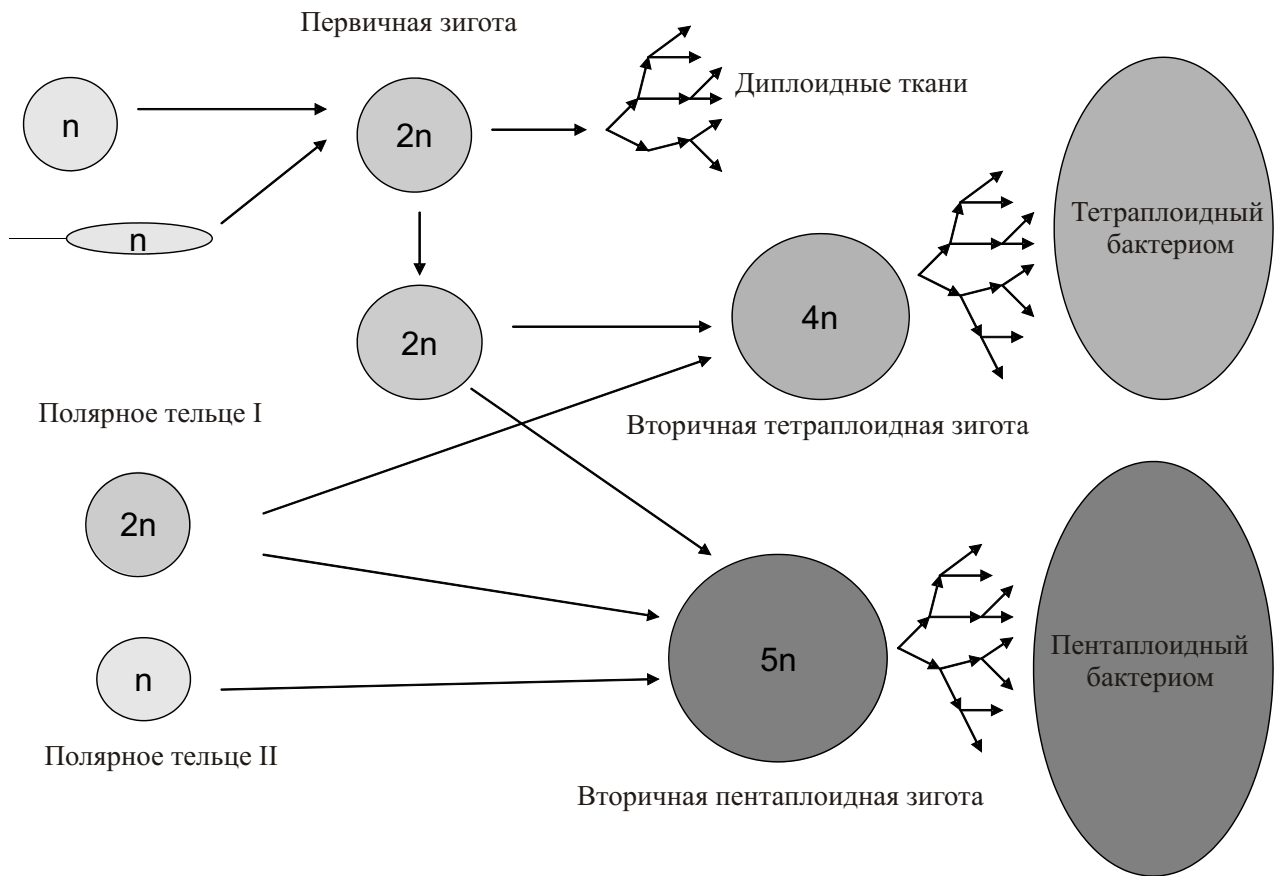 Первичная зигота
n
2n
Диплоидные ткани
n
Тетраплоидный
бактериом
2n
4n
Полярное тельце I
Вторичная тетраплоидная зигота
2n
Пентаплоидный
бактериом
n
5n
Полярное тельце II
Вторичная пентаплоидная зигота